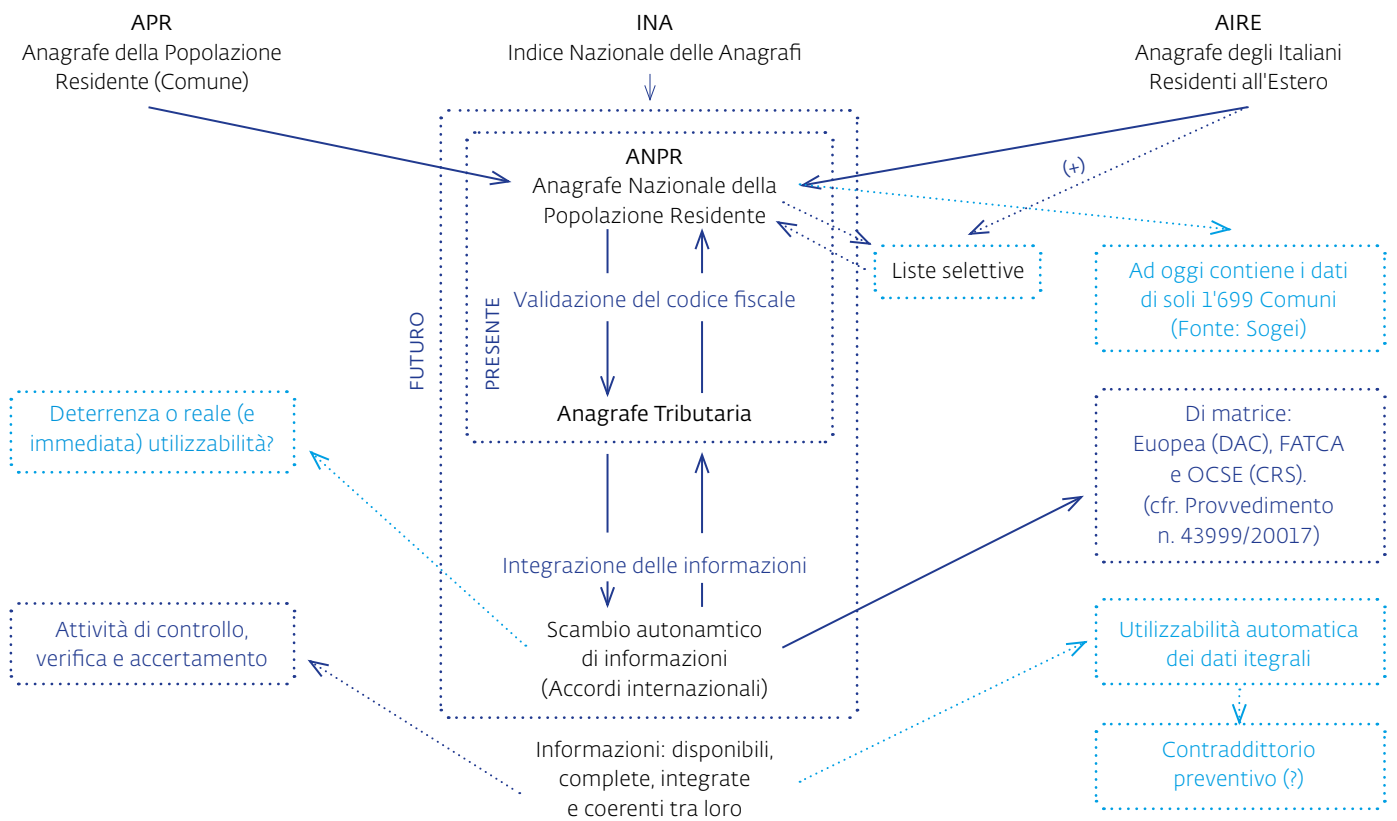 APR
Anagrafe della Popolazione
Residente (Comune)
INA
Indice Nazionale delle Anagrafi
AIRE
Anagrafe degli Italiani
Residenti all'Estero
ANPR
Anagrafe Nazionale della
Popolazione Residente
(+)
Liste selettive
Ad oggi contiene i dati
di soli 1'699 Comuni
(Fonte: Sogei)
FUTURO
PRESENTE
Validazione del codice fiscale
Anagrafe Tributaria
Deterrenza o reale (e
immediata) utilizzabilità?
Di matrice:
Euopea (DAC), FATCA
e OCSE (CRS).
(cfr. Provvedimento
n. 43999/20017)
Integrazione delle informazioni
Attività di controllo,
verifica e accertamento
Scambio autonamtico
di informazioni
(Accordi internazionali)
Utilizzabilità automatica
dei dati itegrali
Informazioni: disponibili,
complete, integrate
e coerenti tra loro
Contraddittorio
preventivo (?)